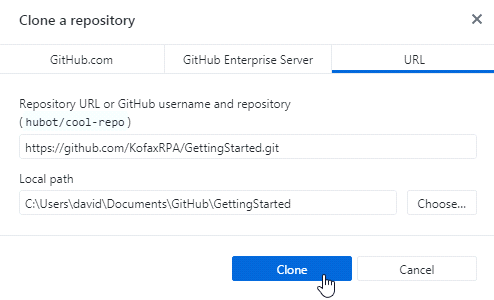 Clone a repository
GitHub.com
GitHub Enterprise Server
URL
Repository URL or GitHub username and repository
(hubot/cool-repo)
https://github.com/KofaxRPA/GettingStarted.git
Local path
C:\Users\david\Documents\GitHub\GettingStarted
Choose...
Clone
Cancel